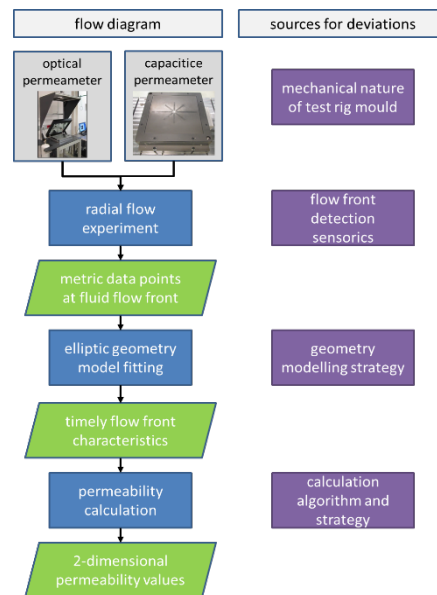 flow diagram
sources for deviations
optical
permeameter
capacitice
permeameter
mechanical nature
of test rig mould
radial flow
experiment
flow front
detection
sensorics
metric data points
at fluid flow front
elliptic geometry
model fitting
geometry
modelling strategy
timely flow front
characteristics
permeability
calculation
calculation
algorithm and
strategy
2-dimensional
permeability values